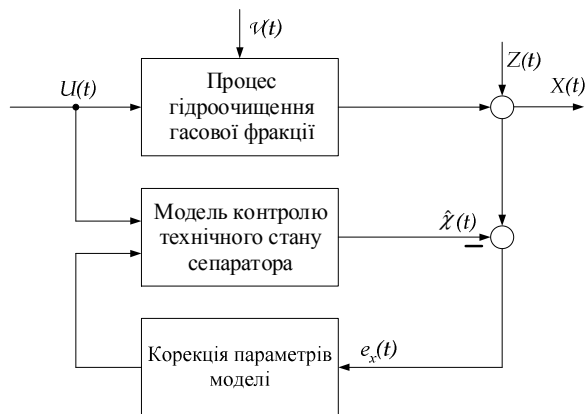 𝒱(t)
Z(t)
U(t)
Процес
гідроочищення
гасової фракції
X(t)
Модель контролю
технічного стану
сепаратора
χ̂(t)
–
Корекція параметрів
моделі
eₓ(t)